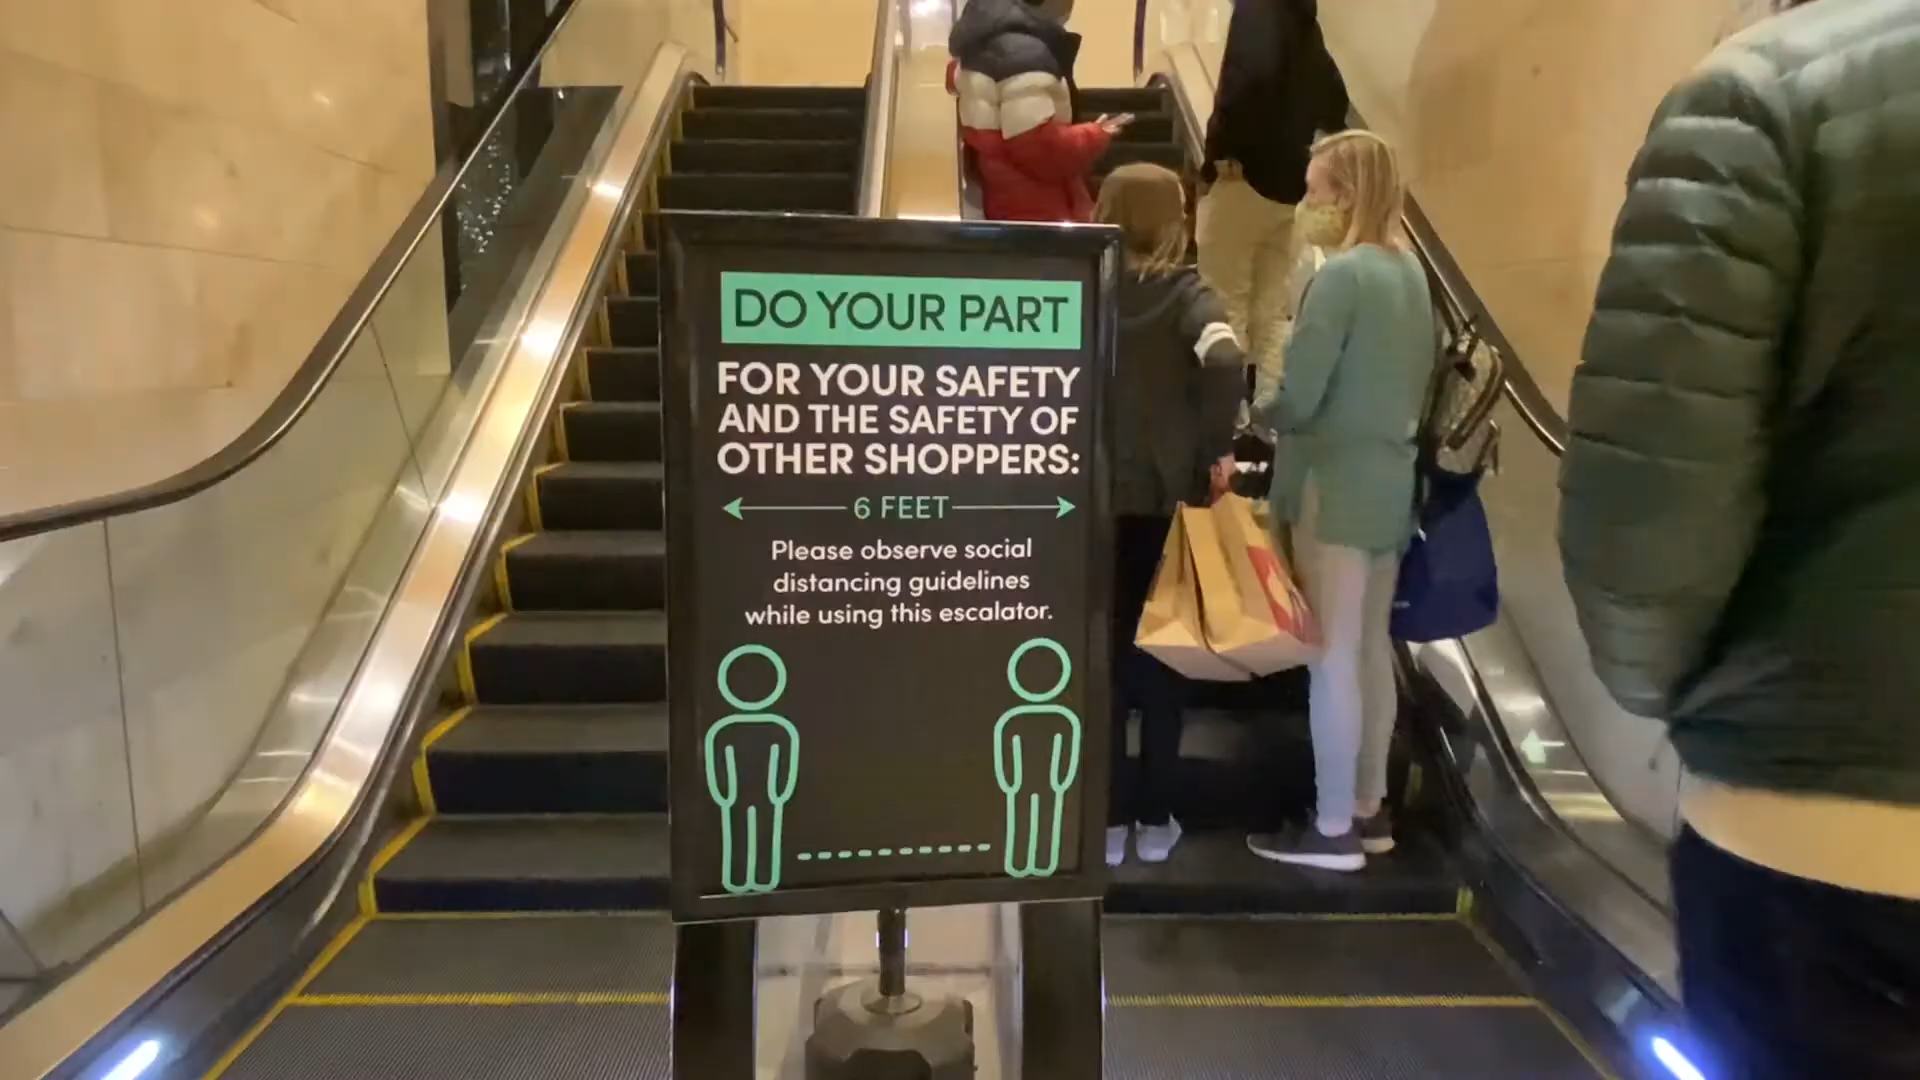 DO YOUR PART
FOR YOUR SAFETY
AND THE SAFETY OF
OTHER SHOPPERS:
6 FEET
Please observe social
distancing guidelines
while using this escalator.